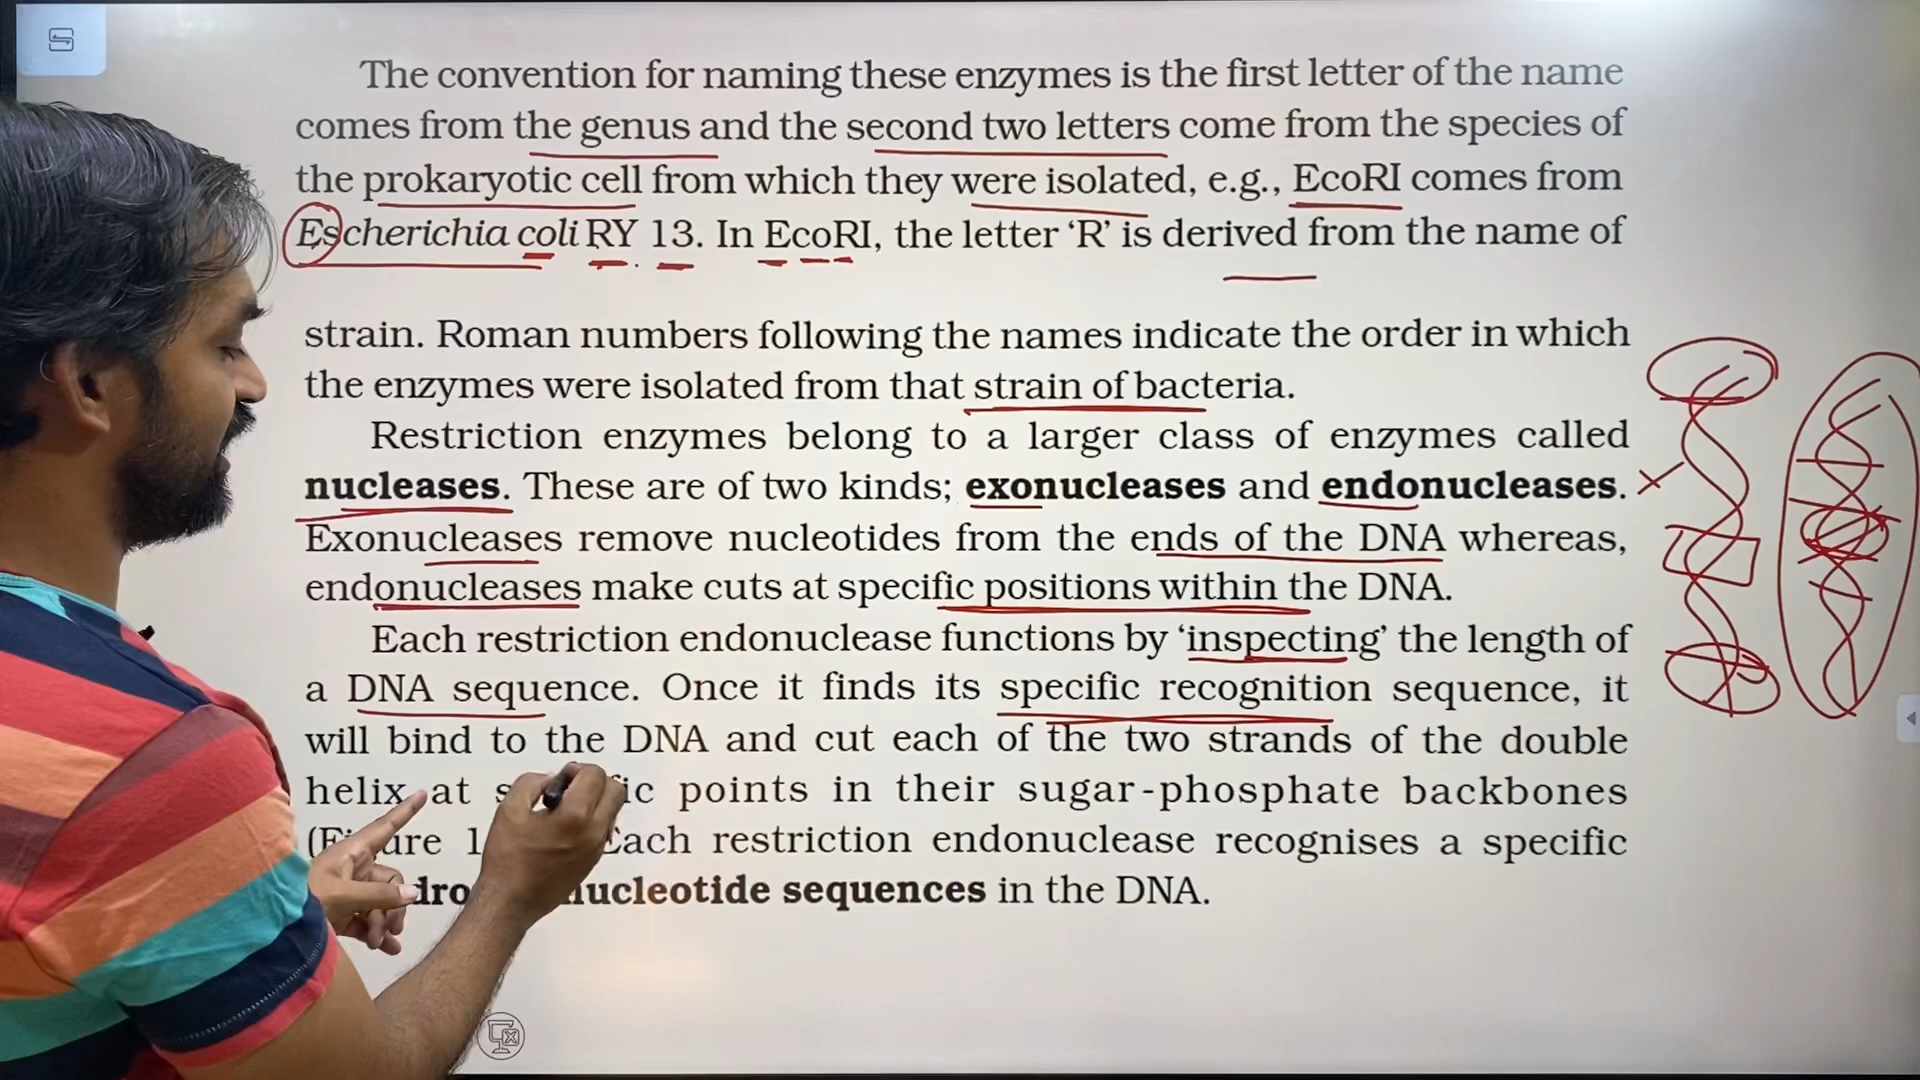 The convention for naming these enzymes is the first letter of the name
comes from the genus and the second two letters come from the species of
the prokaryotic cell from which they were isolated, e.g., EcoRI comes from
Escherichia coli RY 13. In EcoRI, the letter ‘R’ is derived from the name of
strain. Roman numbers following the names indicate the order in which
the enzymes were isolated from that strain of bacteria.
Restriction enzymes belong to a larger class of enzymes called
nucleases. These are of two kinds; exonucleases and endonucleases.
Exonucleases remove nucleotides from the ends of the DNA whereas,
endonucleases make cuts at specific positions within the DNA.
Each restriction endonuclease functions by ‘inspecting’ the length of
a DNA sequence. Once it finds its specific recognition sequence, it
will bind to the DNA and cut each of the two strands of the double
helix at points in their sugar-phosphate backbones
Each restriction endonuclease recognises a specific
nucleotide sequences in the DNA.